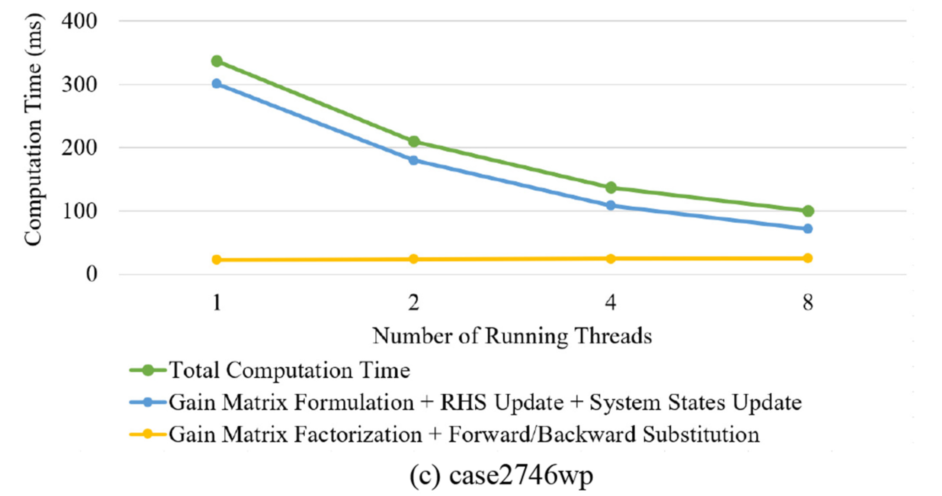 Computation Time (ms)
400
300
200
100
0
1 2 4 8
Number of Running Threads
Total Computation Time
Gain Matrix Formulation + RHS Update + System States Update
Gain Matrix Factorization + Forward/Backward Substitution
(c) case2746wp